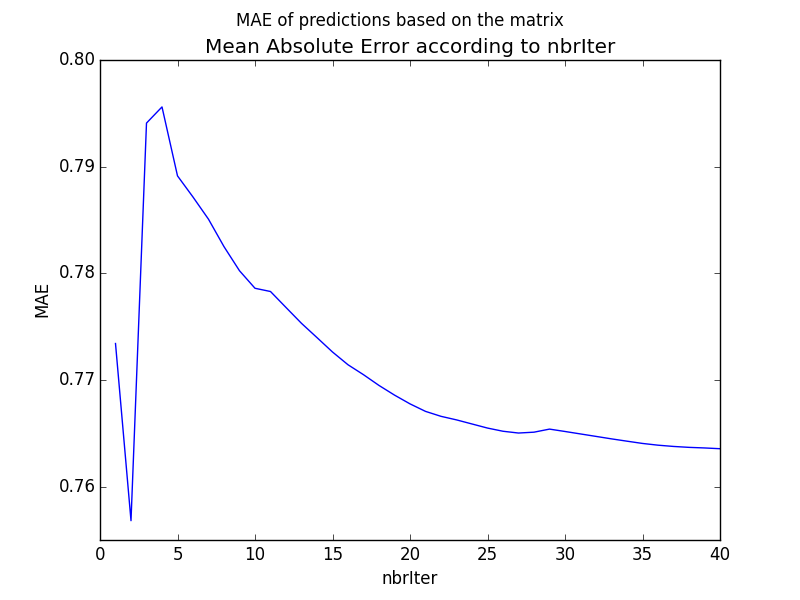 MAE of predictions based on the matrix
Mean Absolute Error according to nbrIter
0.80
0.79
0.78
0.77
0.76
MAE
0 5 10 15 20 25 30 35 40
nbrIter